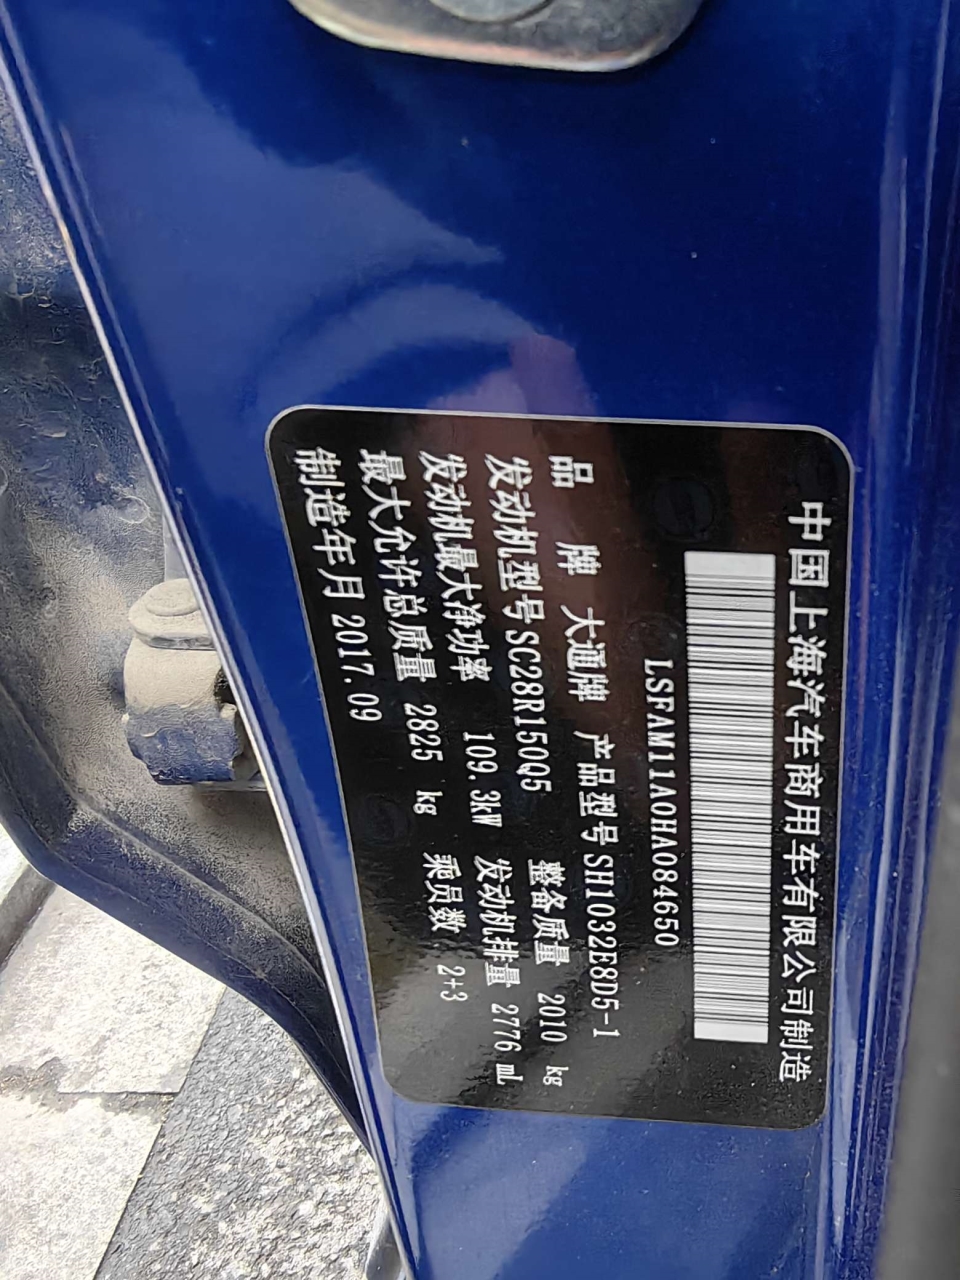 中国上海汽车商用车有限公司制造
LSFAM11A0HA084650
品 牌 大通牌 产品型号 SH1032E8D5-1
发动机型号 SC28R150Q5 整备质量 2010 kg
发动机最大净功率 109.3kW 发动机排量 2776 mL
最大允许总质量 2825 kg 乘员数 2+3
制造年月 2017.09